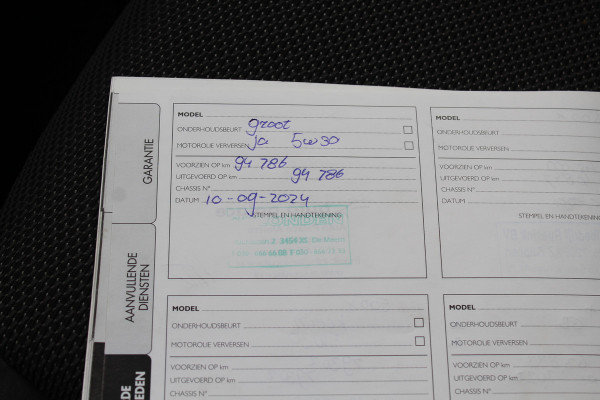 GARANTIE
AANVULLENDE
DIENSTEN
MODEL
ONDERHOUDSBEURT groot
MOTOROLIE VERVERSEN ja 5w30
VOORZIEN OP km 94 786
UITGEVOERD OP km 94 786
CHASSIS N°
DATUM 10-09-2024
STEMPEL EN HANDTEKENING
MODEL
ONDERHOUDSBEURT
MOTOROLIE VERVERSEN
VOORZIEN OP km
UITGEVOERD OP km
CHASSIS N°
DATUM
STEMPEL EN HAND
MODEL
ONDERHOUDSBEURT
MOTOROLIE VERVERSEN
VOORZIEN OP km
UITGEVOERD OP km
CHASSIS N°
MODEL
ONDERHOUDSBEURT
MOTOROLIE VERVERSEN
VOORZIEN OP km
UITGEVOERD OP km
CHASSIS N°